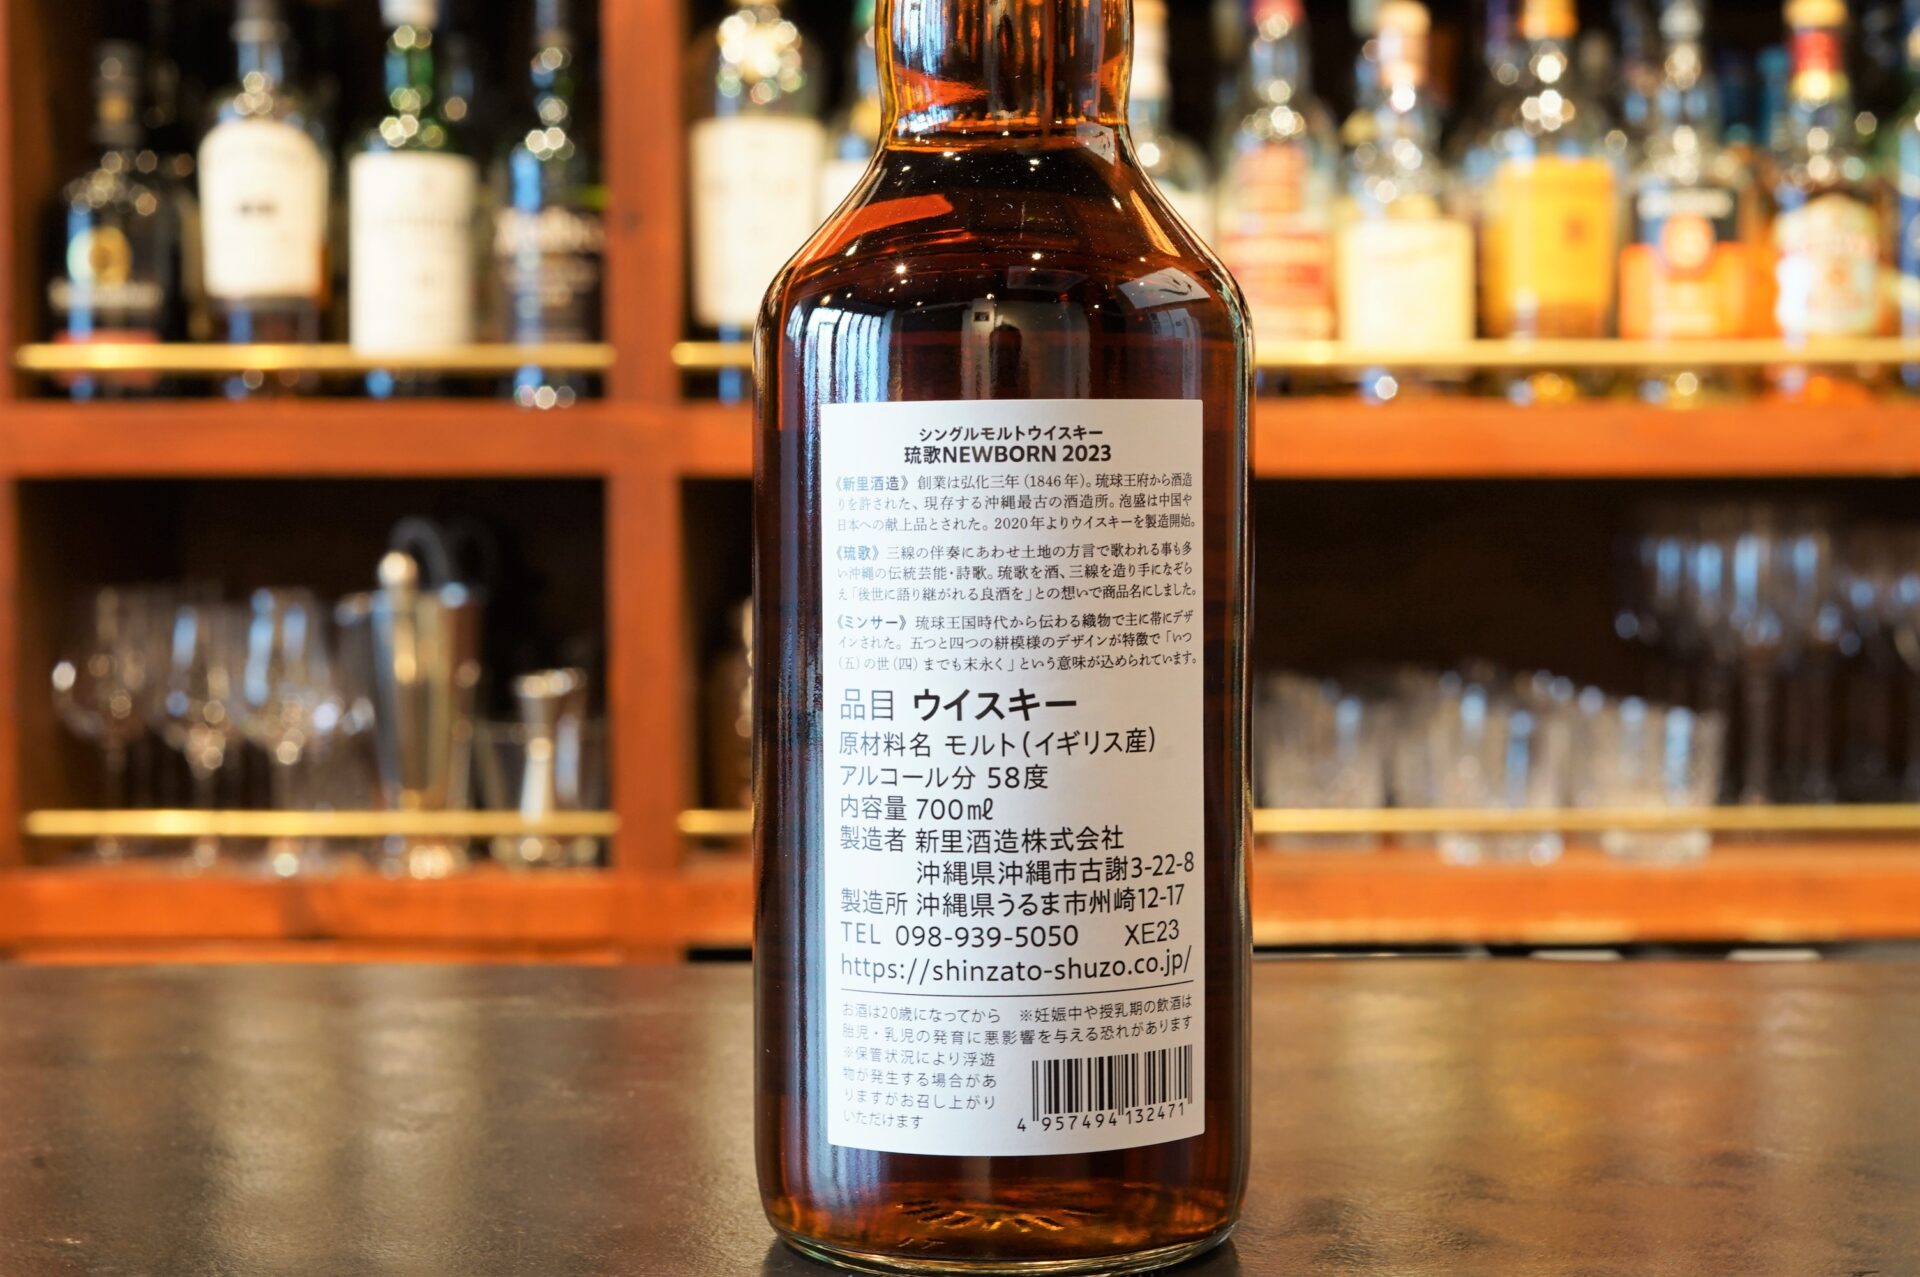 シングルモルトウイスキー
琉歌NEWBORN 2023
《新里酒造》創業は弘化三年（1846年）。琉球王府から酒造
りを許された、現存する沖縄最古の酒造所。泡盛は中国や
日本への献上品とされた。2020年よりウイスキーを製造開始。
《琉歌》三線の伴奏にあわせ土地の方言で歌われる事も多
い沖縄の伝統芸能・詩歌。琉歌を酒、三線を造り手になぞら
え「後世に語り継がれる良酒を」との想いで商品名にしました。
《ミンサー》琉球王国時代から伝わる織物で主に帯にデザ
インされた。五つと四つの絣模様のデザインが特徴で「いつ
（五）の世（四）までも末永く」という意味が込められています。
品目 ウイスキー
原材料名 モルト（イギリス産）
アルコール分 58度
内容量 700㎖
製造者 新里酒造株式会社
沖縄県沖縄市古謝3-22-8
製造所 沖縄県うるま市州崎12-17
TEL 098-939-5050 XE23
https://shinzato-shuzo.co.jp/
お酒は20歳になってから ※妊娠中や授乳期の飲酒は
胎児・乳児の発育に悪影響を与える恐れがあります
※保管状況により浮遊
物が発生する場合があ
りますがお召し上がり
いただけます
4 957494 132471